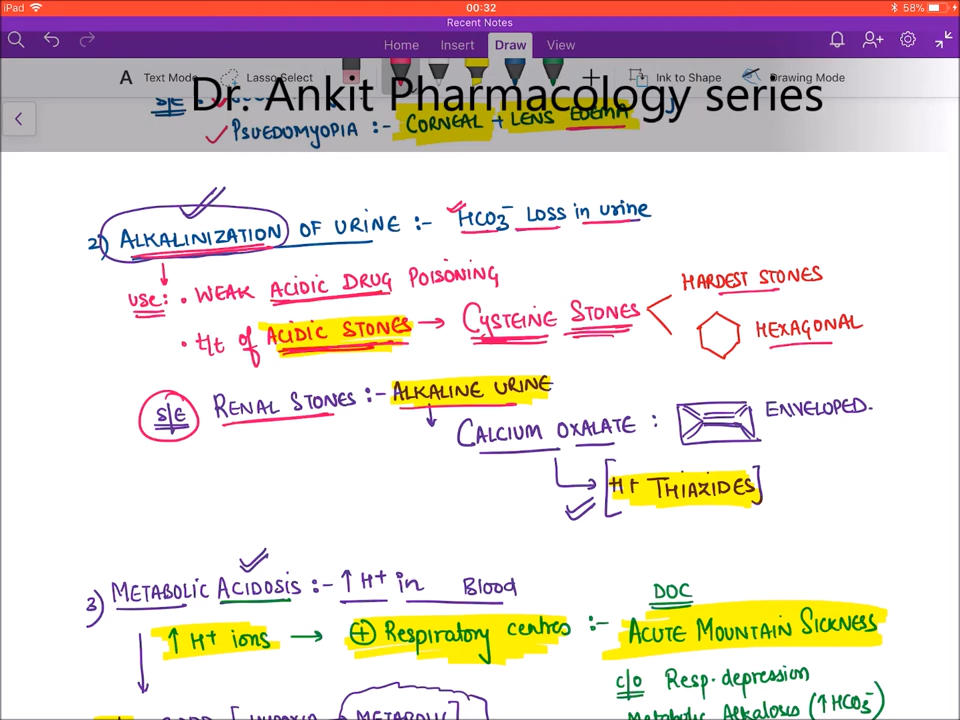 iPad 00:32 58%
Recent Notes
Home Insert Draw View
A Text Mode Lasso Select Ink to Shape Drawing Mode
Dr. Ankit Pharmacology series
S/E :-
PSUEDOMYOPIA :- CORNEAL + LENS EDEMA
2) ALKALINIZATION OF URINE :- HCO3⁻ LOSS in urine
USE: • WEAK ACIDIC DRUG POISONING
• t/t of ACIDIC STONES → CYSTEINE STONES
HARDEST STONES
HEXAGONAL
S/E RENAL STONES :- ALKALINE URINE
↓
CALCIUM OXALATE : ENVELOPED.
[t/t THIAZIDES]
3) METABOLIC ACIDOSIS :- ↑ H+ in Blood
↑ H+ ions → ⊕ Respiratory centres :- DOC
ACUTE MOUNTAIN SICKNESS
c/o Resp. depression
Metabolic Alkalosis (↑HCO3⁻)
[HYPOXIA METABOLIC]